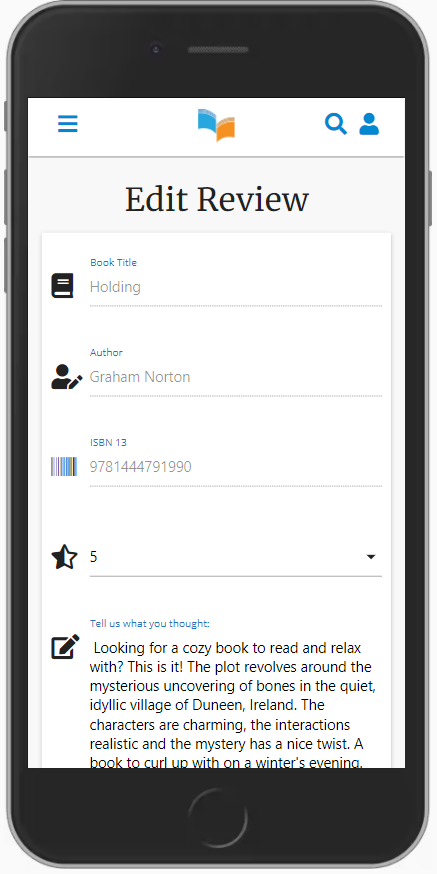 Edit Review
Book Title
Holding
Author
Graham Norton
ISBN 13
9781444791990
5
Tell us what you thought:
Looking for a cozy book to read and relax
with? This is it! The plot revolves around the
mysterious uncovering of bones in the quiet,
idyllic village of Duneen, Ireland. The
characters are charming, the interactions
realistic and the mystery has a nice twist. A
book to curl up with on a winter's evening.